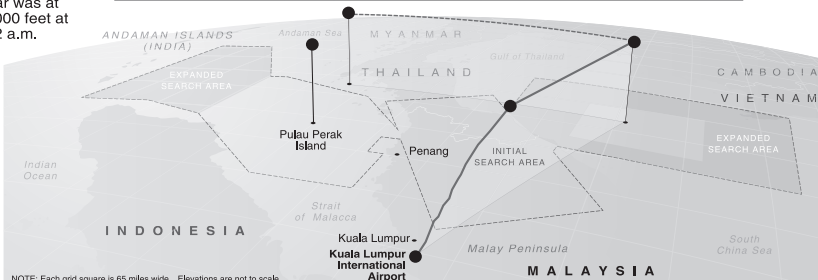 ar was at
000 feet at
2 a.m.
ANDAMAN ISLANDS
(INDIA)
Andaman Sea
MYANMAR
Gulf of Thailand
THAILAND
CAMBODIA
VIETNAM
EXPANDED
SEARCH AREA
Pulau Perak
Island
Penang
INITIAL
SEARCH AREA
EXPANDED
SEARCH AREA
Indian
Ocean
Strait
of Malacca
INDONESIA
Kuala Lumpur
Kuala Lumpur
International
Airport
Malay Peninsula
South
China Sea
MALAYSIA
NOTE: Each grid square is 65 miles wide. Elevations are not to scale